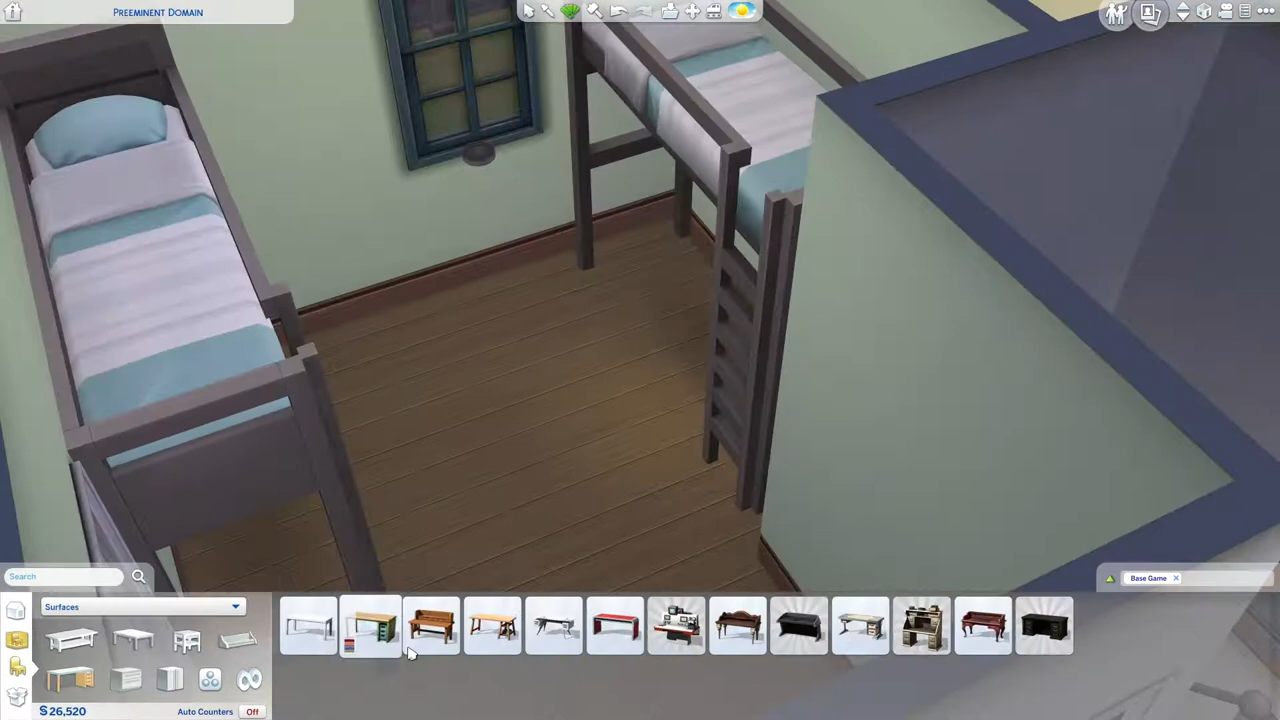 PREEMINENT DOMAIN
Search
Base Game
Surfaces
§26,520
Auto Counters Off